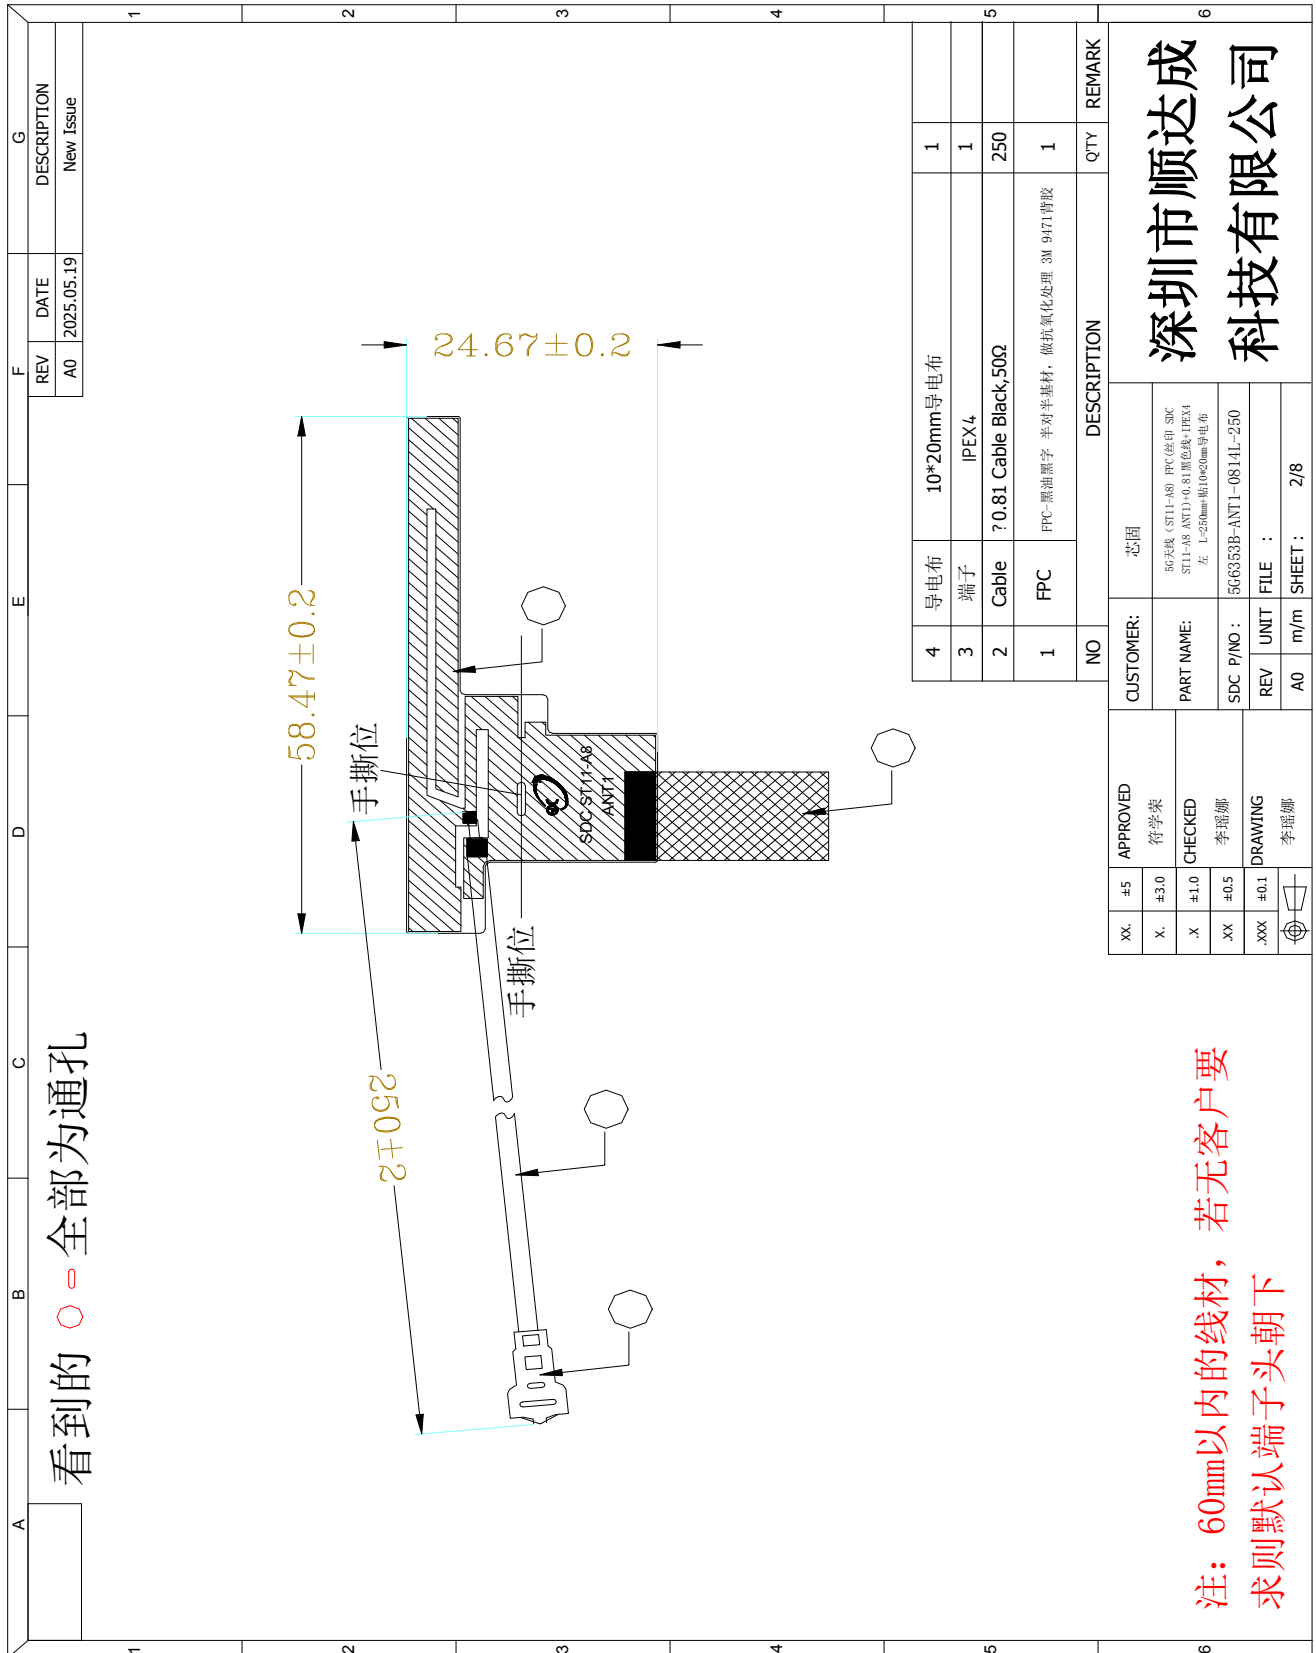 A B C D E F G
1 2 3 4 5 6
看到的 全部为通孔
REV DATE DESCRIPTION
A0 2025.05.19 New Issue
58.47±0.2
24.67±0.2
250±2
手撕位
手撕位
SDC ST11-A8
ANT1
4 导电布 10*20mm导电布 1
3 端子 IPEX4 1
2 Cable ?0.81 Cable Black,50Ω 250
1 FPC FPC-黑油黑字 半对半基材, 做抗氧化处理 3M 9471背胶 1
NO DESCRIPTION Q'TY REMARK
XX. ±5
X. ±3.0
.X ±1.0
.XX ±0.5
.XXX ±0.1
APPROVED
符学荣
CHECKED
李瑶娜
DRAWING
李瑶娜
CUSTOMER: 芯固
PART NAME:
5G天线（ST11-A8）FPC(丝印 SDC
ST11-A8 ANT1)+0.81黑色线+IPEX4
左 L=250mm+贴10*20mm导电布
SDC P/NO : 5G6353B-ANT1-0814L-250
REV UNIT FILE :
A0 m/m SHEET : 2/8
深圳市顺达成
科技有限公司
注：60mm以内的线材，若无客户要
求则默认端子头朝下
1 2 3 4 5 6